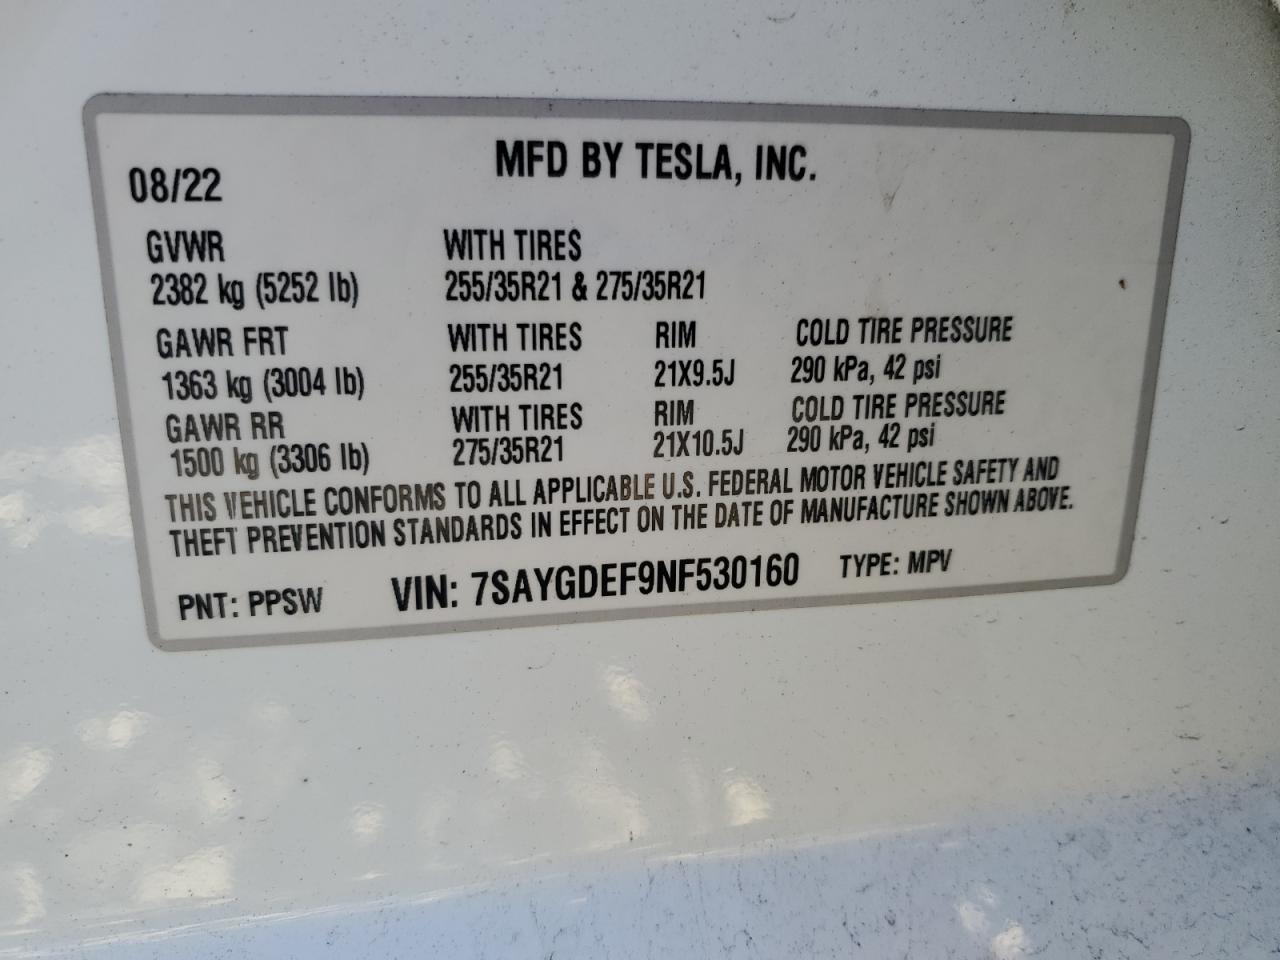 MFD BY TESLA, INC.
08/22
GVWR WITH TIRES
2382 kg (5252 lb) 255/35R21 & 275/35R21
GAWR FRT WITH TIRES RIM COLD TIRE PRESSURE
1363 kg (3004 lb) 255/35R21 21X9.5J 290 kPa, 42 psi
GAWR RR WITH TIRES RIM COLD TIRE PRESSURE
1500 kg (3306 lb) 275/35R21 21X10.5J 290 kPa, 42 psi
THIS VEHICLE CONFORMS TO ALL APPLICABLE U.S. FEDERAL MOTOR VEHICLE SAFETY AND
THEFT PREVENTION STANDARDS IN EFFECT ON THE DATE OF MANUFACTURE SHOWN ABOVE.
PNT: PPSW VIN: 7SAYGDEF9NF530160 TYPE: MPV